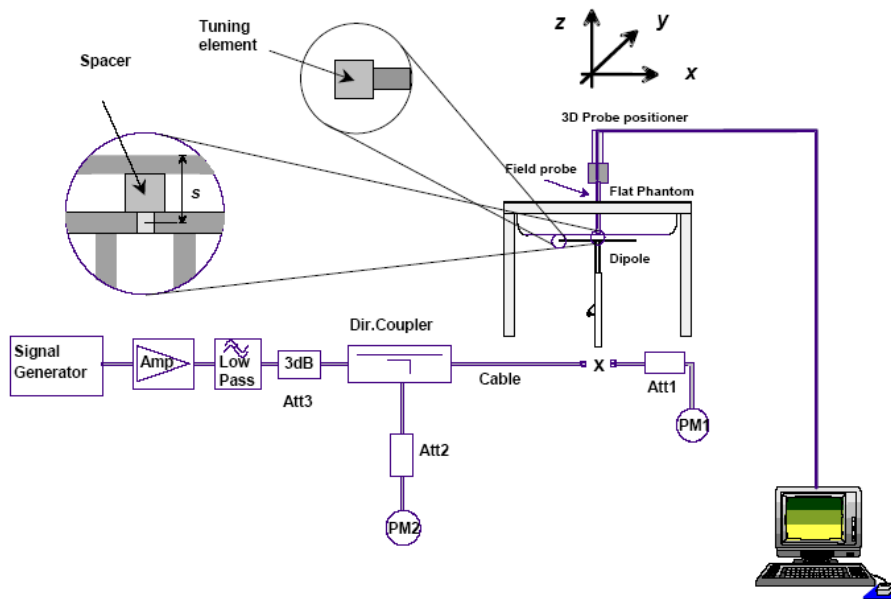 Tuning
element
Spacer
s
z
y
x
3D Probe positioner
Field probe
Flat Phantom
Dipole
Dir.Coupler
Signal
Generator
Amp
Low
Pass
3dB
Att3
Cable
x
Att1
PM1
Att2
PM2